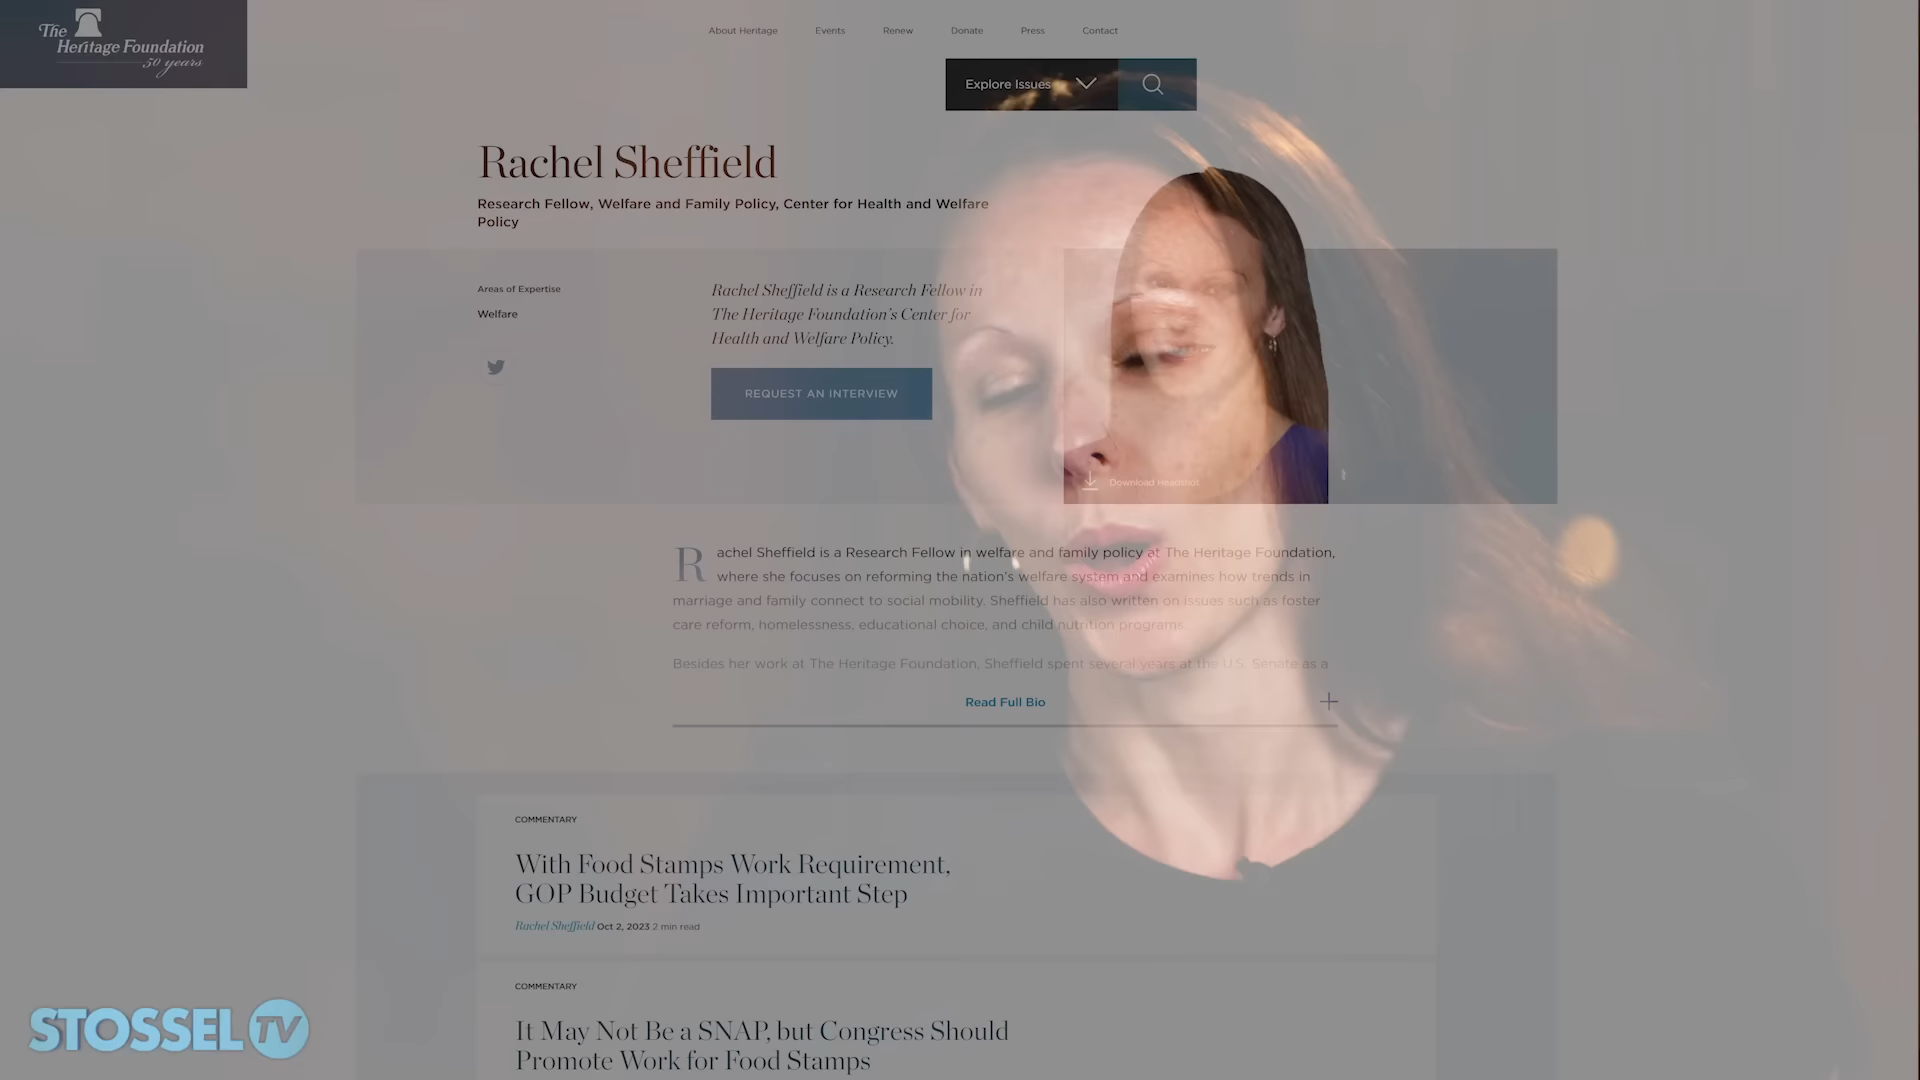 The
Heritage Foundation
50 years
About Heritage Events Renew Donate Press Contact
Explore Issues
Rachel Sheffield
Research Fellow, Welfare and Family Policy, Center for Health and Welfare
Policy
Areas of Expertise
Welfare
Rachel Sheffield is a Research Fellow in
The Heritage Foundation's Center for
Health and Welfare Policy.
REQUEST AN INTERVIEW
Download Headshot
Rachel Sheffield is a Research Fellow in welfare and family policy at The Heritage Foundation,
where she focuses on reforming the nation's welfare system and examines how trends in
marriage and family connect to social mobility. Sheffield has also written on issues such as foster
care reform, homelessness, educational choice, and child nutrition programs.
Besides her work at The Heritage Foundation, Sheffield spent several years at the U.S. Senate as a
Read Full Bio
COMMENTARY
With Food Stamps Work Requirement,
GOP Budget Takes Important Step
Rachel Sheffield Oct 2, 2023 2 min read
COMMENTARY
It May Not Be a SNAP, but Congress Should
Promote Work for Food Stamps
STOSSEL TV